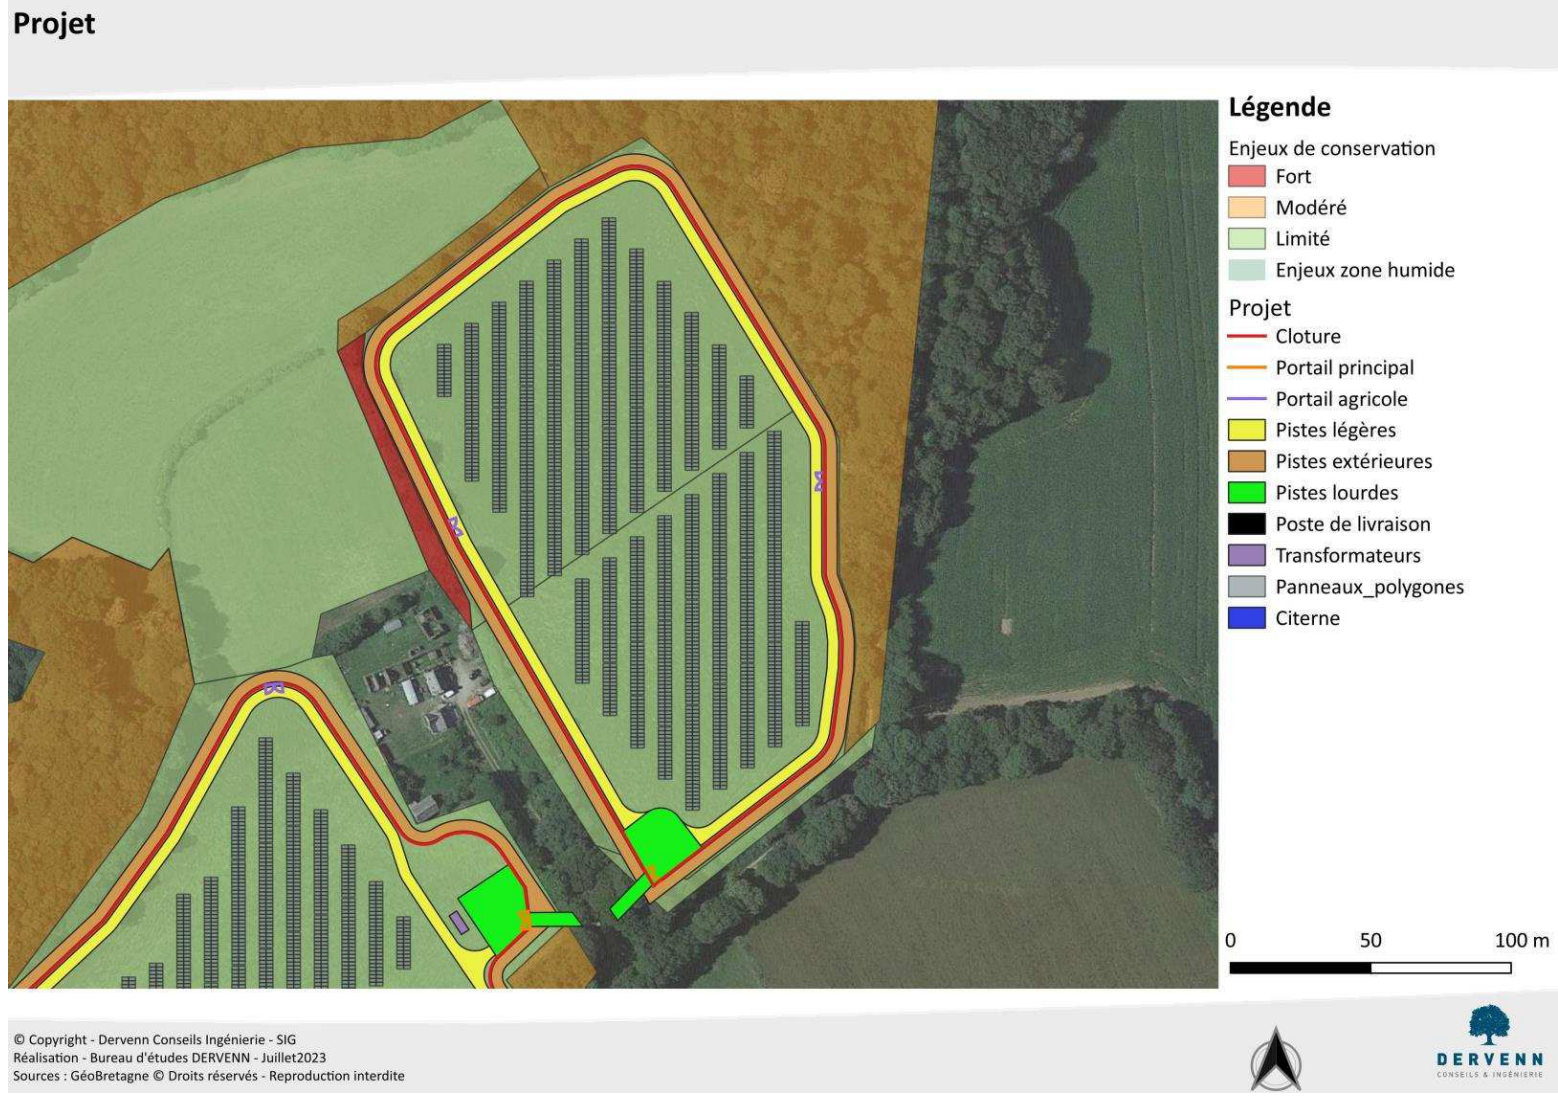 Projet
Légende
Enjeux de conservation
Fort
Modéré
Limité
Enjeux zone humide
Projet
Cloture
Portail principal
Portail agricole
Pistes légères
Pistes extérieures
Pistes lourdes
Poste de livraison
Transformateurs
Panneaux_polygones
Citerne
0 50 100 m
© Copyright - Dervenn Conseils Ingénierie - SIG
Réalisation - Bureau d'études DERVENN - Juillet2023
Sources : GéoBretagne © Droits réservés - Reproduction interdite
DERVENN
CONSEILS & INGÉNIERIE